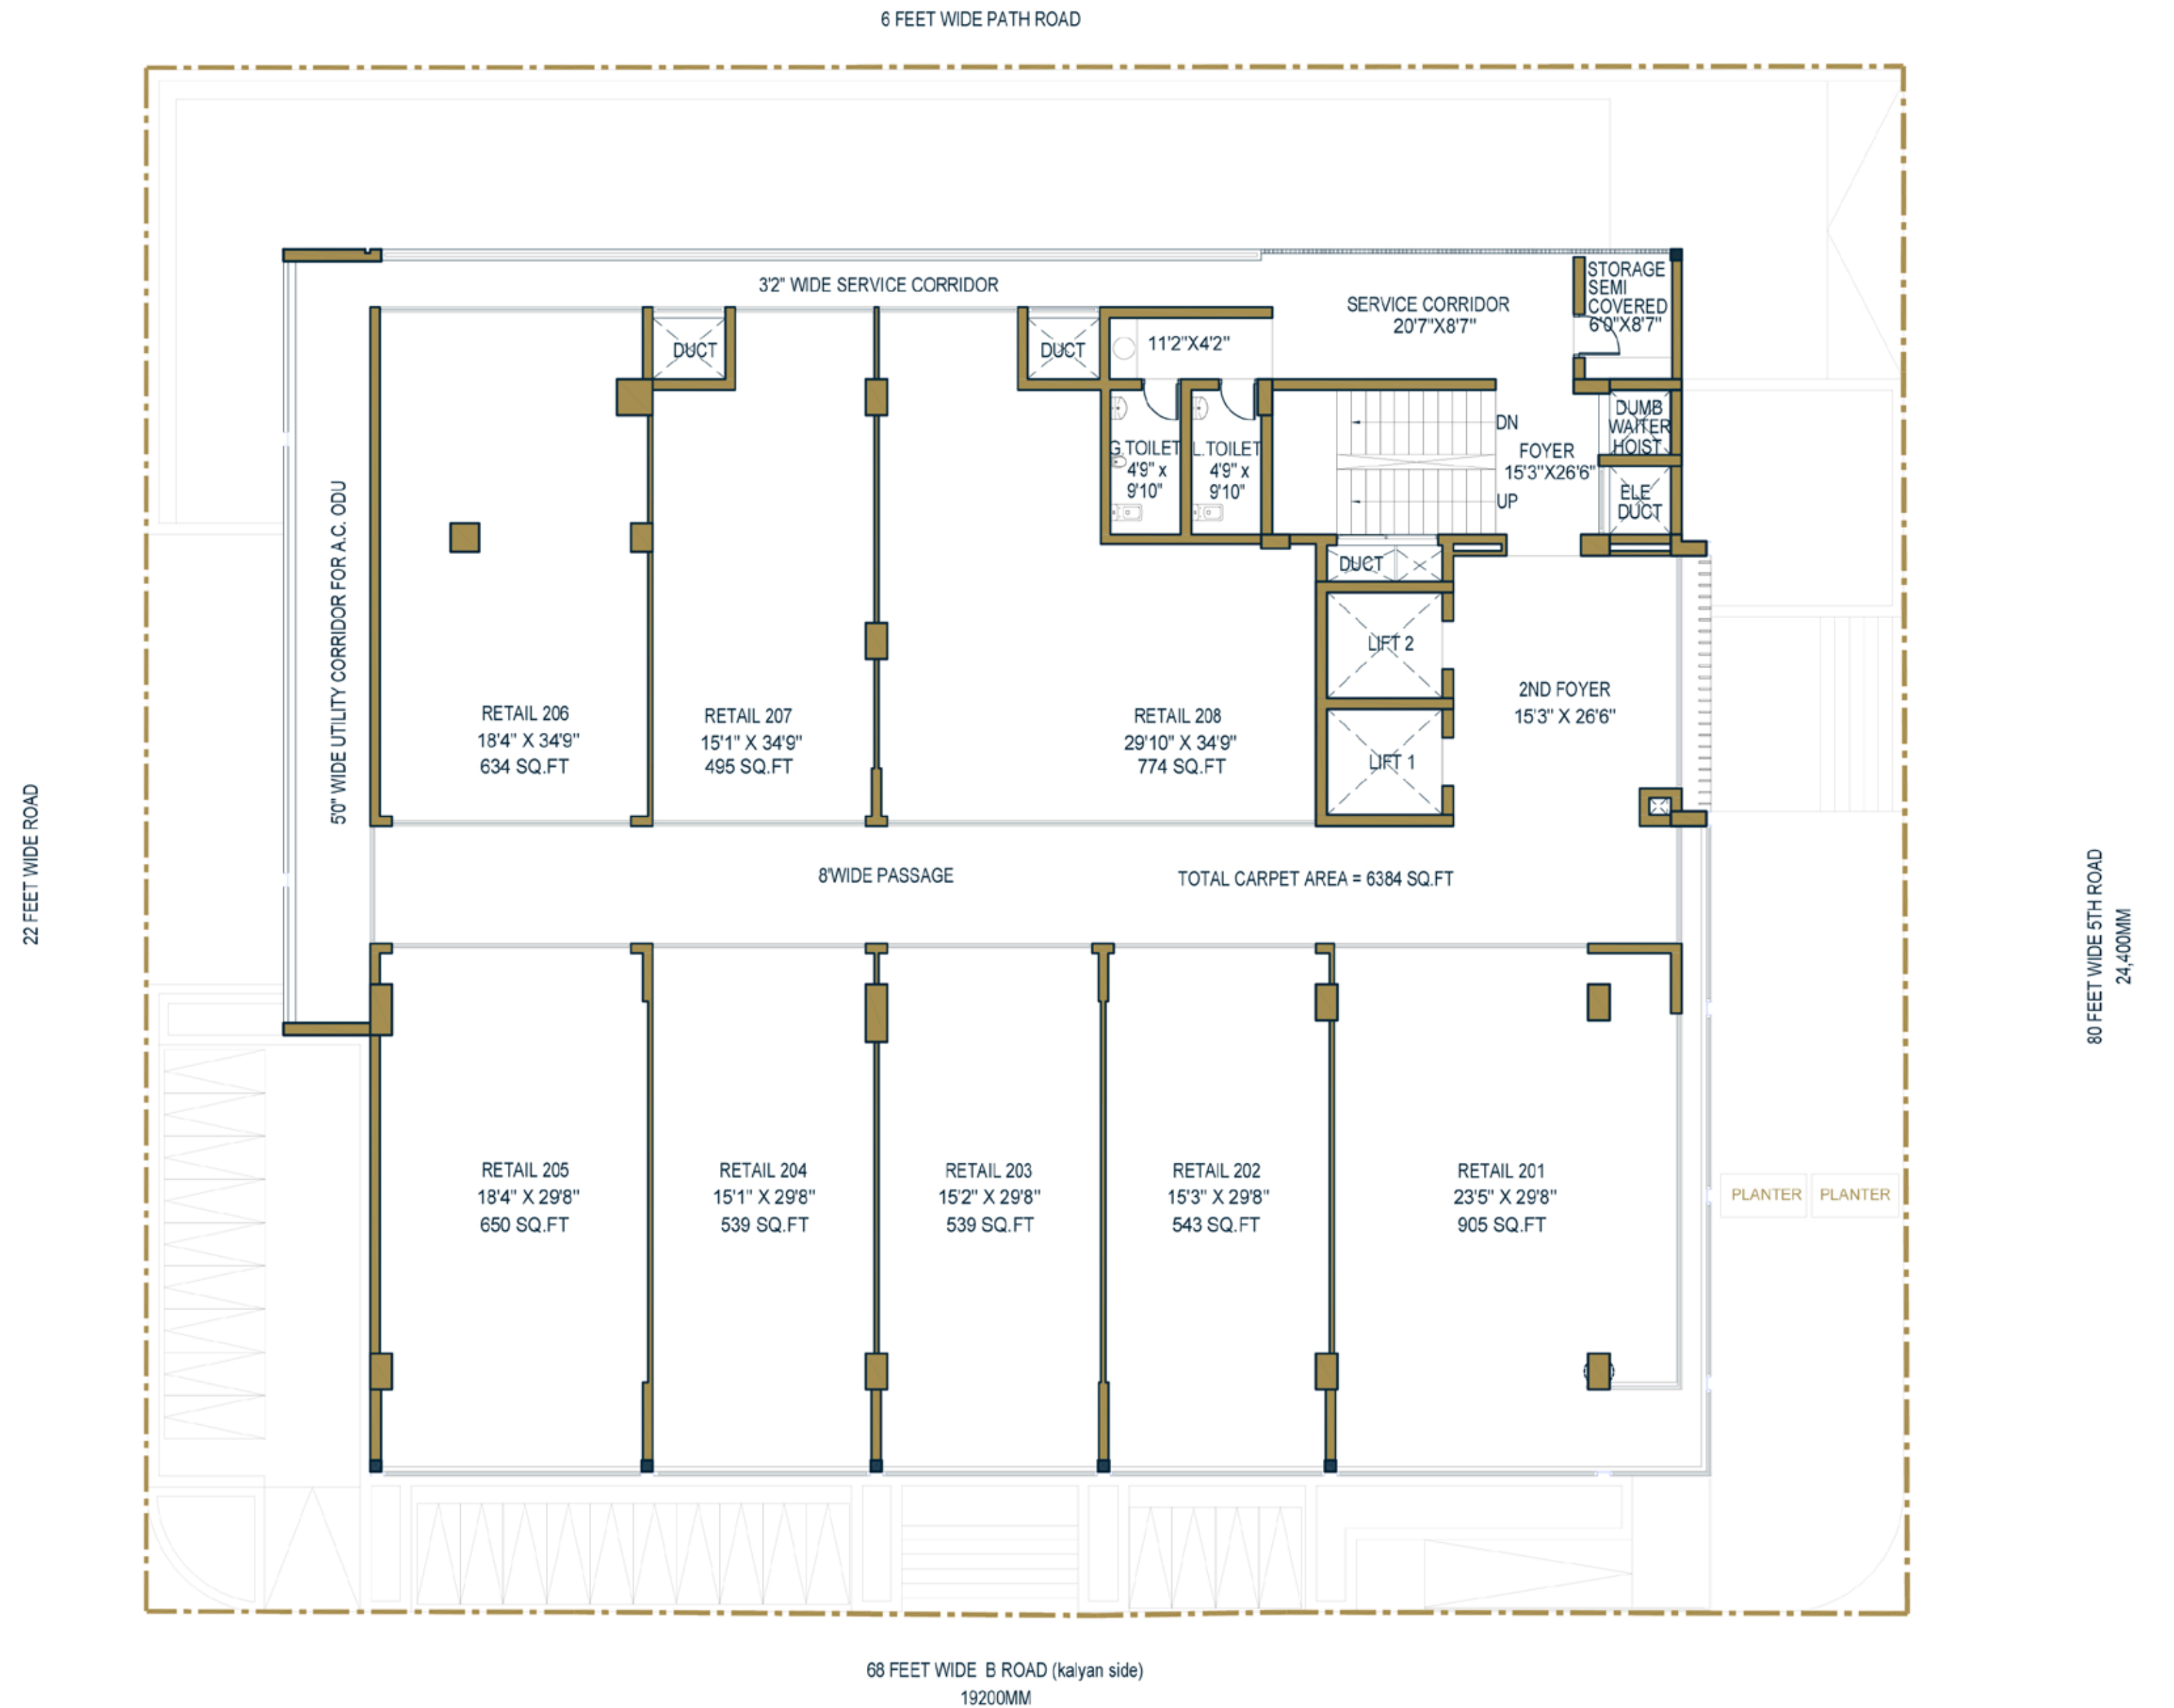 6 FEET WIDE PATH ROAD
3'2" WIDE SERVICE CORRIDOR
SERVICE CORRIDOR
20'7"X8'7"
STORAGE
SEMI
COVERED
6'0"X8'7"
DUCT
DUCT
11'2"X4'2"
DUMB
WAITER
HOIST
DN
FOYER
15'3"X26'6"
UP
G.TOILET
4'9" x
9'10"
L.TOILET
4'9" x
9'10"
ELE
DUCT
DUCT
5'0" WIDE UTILITY CORRIDOR FOR A.C. ODU
LIFT 2
LIFT 1
2ND FOYER
15'3" X 26'6"
RETAIL 206
18'4" X 34'9"
634 SQ.FT
RETAIL 207
15'1" X 34'9"
495 SQ.FT
RETAIL 208
29'10" X 34'9"
774 SQ.FT
22 FEET WIDE ROAD
8'WIDE PASSAGE
TOTAL CARPET AREA = 6384 SQ.FT
80 FEET WIDE 5TH ROAD
24,400MM
RETAIL 205
18'4" X 29'8"
650 SQ.FT
RETAIL 204
15'1" X 29'8"
539 SQ.FT
RETAIL 203
15'2" X 29'8"
539 SQ.FT
RETAIL 202
15'3" X 29'8"
543 SQ.FT
RETAIL 201
23'5" X 29'8"
905 SQ.FT
PLANTER
PLANTER
68 FEET WIDE B ROAD (kalyan side)
19200MM